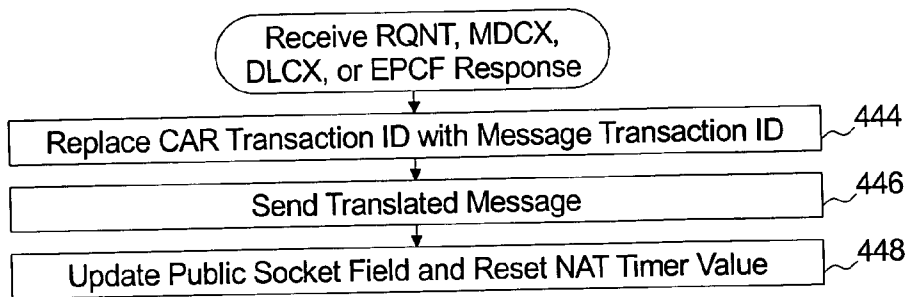 Receive RQNT, MDCX,
DLCX, or EPCF Response
Replace CAR Transaction ID with Message Transaction ID
444
Send Translated Message
446
Update Public Socket Field and Reset NAT Timer Value
448